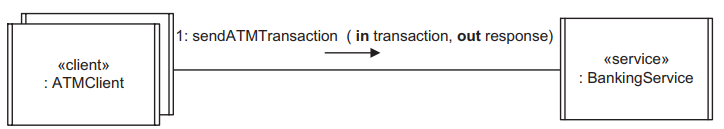 1: sendATMTransaction ( in transaction, out response)
«client»
: ATMClient
«service»
: BankingService